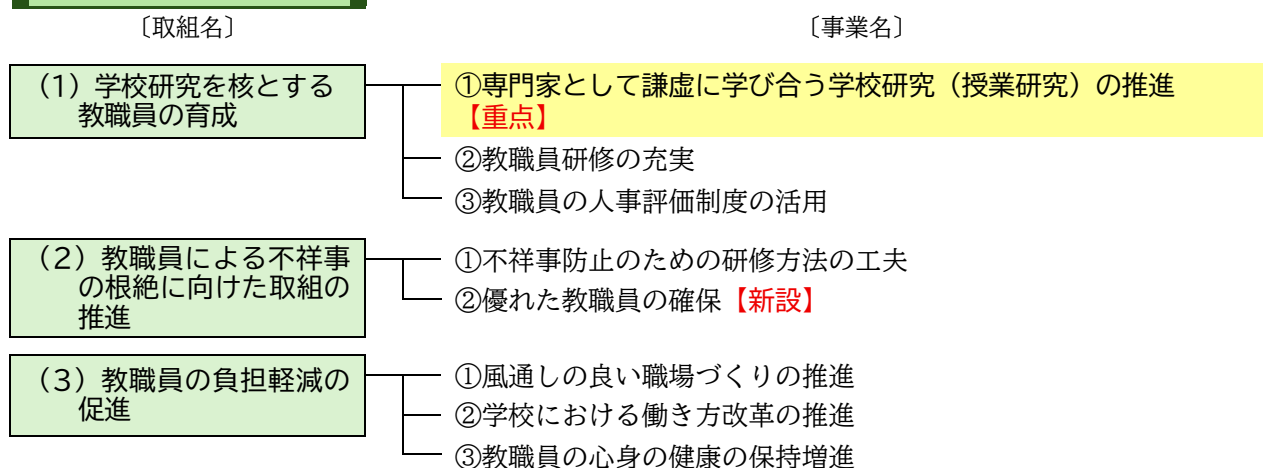 〔取組名〕 〔事業名〕
（1）学校研究を核とする
教職員の育成
①専門家として謙虚に学び合う学校研究（授業研究）の推進
【重点】
②教職員研修の充実
③教職員の人事評価制度の活用
（2）教職員による不祥事
の根絶に向けた取組の
推進
①不祥事防止のための研修方法の工夫
②優れた教職員の確保【新設】
（3）教職員の負担軽減の
促進
①風通しの良い職場づくりの推進
②学校における働き方改革の推進
③教職員の心身の健康の保持増進